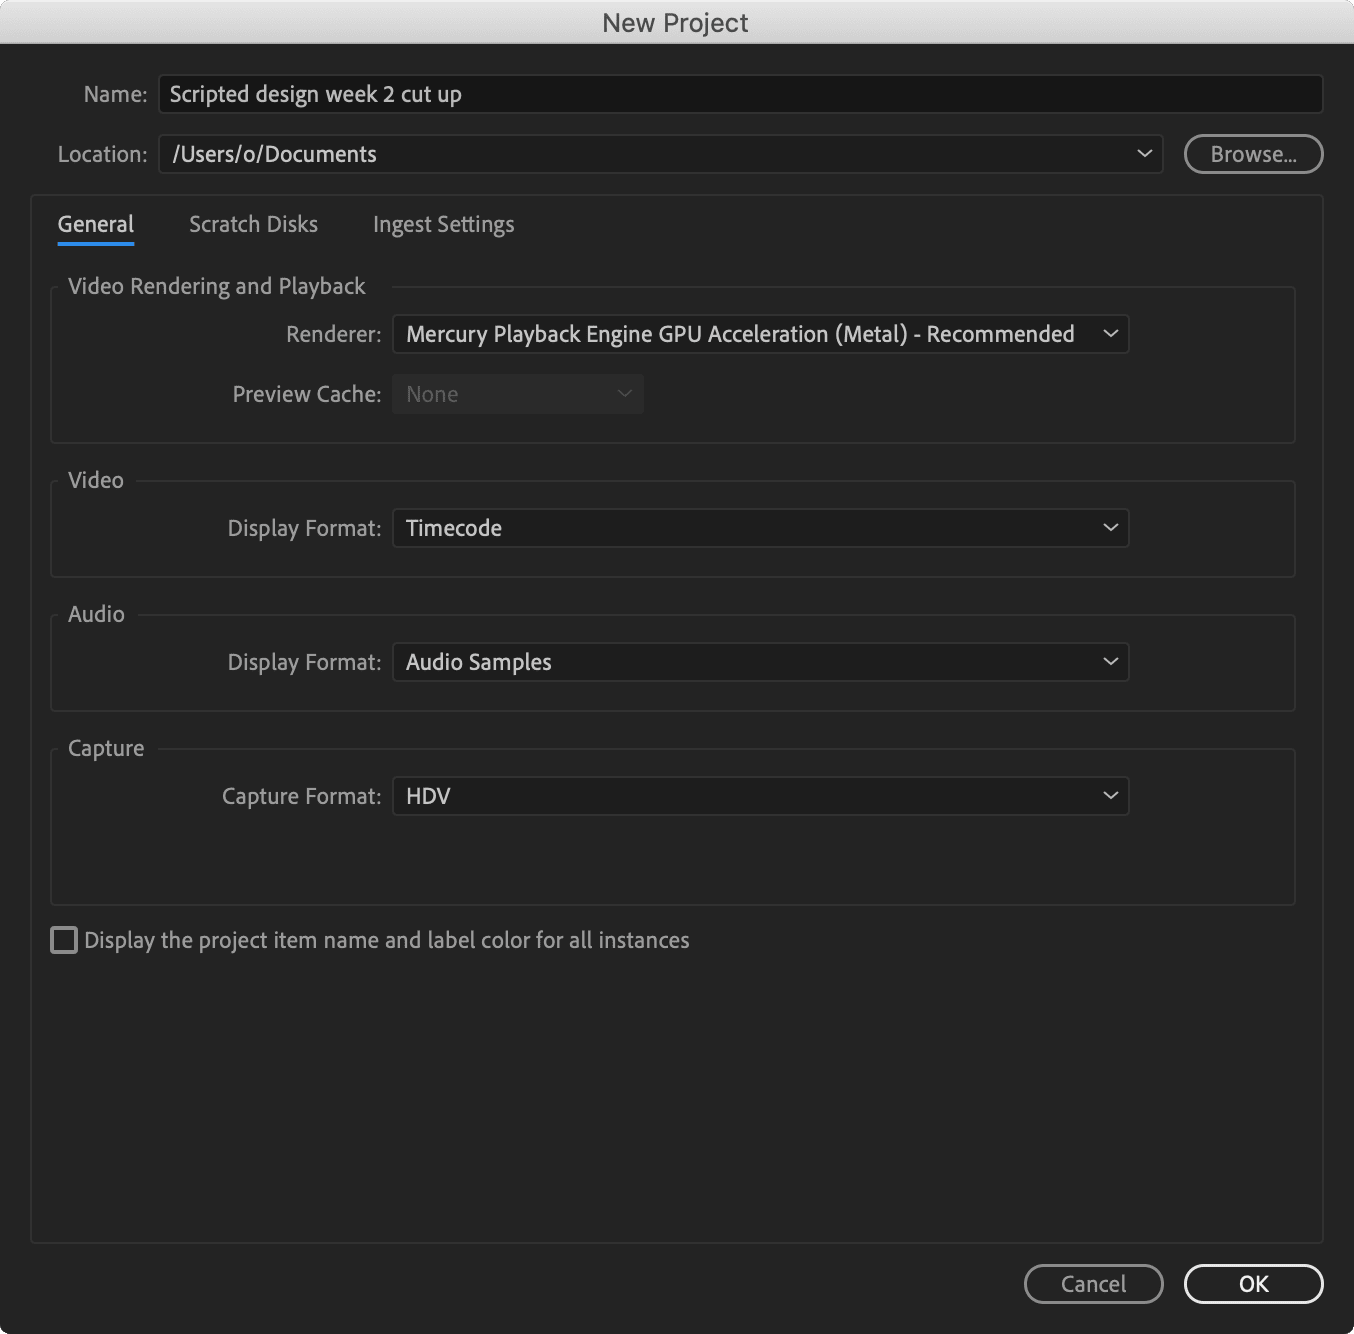 New Project
Name: Scripted design week 2 cut up
Location: /Users/o/Documents Browse...
General Scratch Disks Ingest Settings
Video Rendering and Playback
Renderer: Mercury Playback Engine GPU Acceleration (Metal) - Recommended
Preview Cache: None
Video
Display Format: Timecode
Audio
Display Format: Audio Samples
Capture
Capture Format: HDV
Display the project item name and label color for all instances
Cancel OK